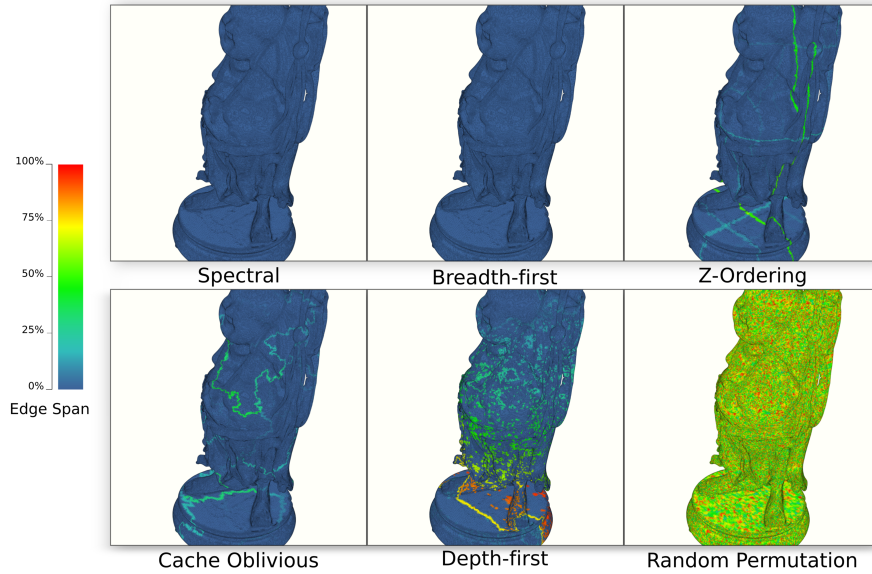 100%
75%
50%
25%
0%
Edge Span
Spectral
Breadth-first
Z-Ordering
Cache Oblivious
Depth-first
Random Permutation